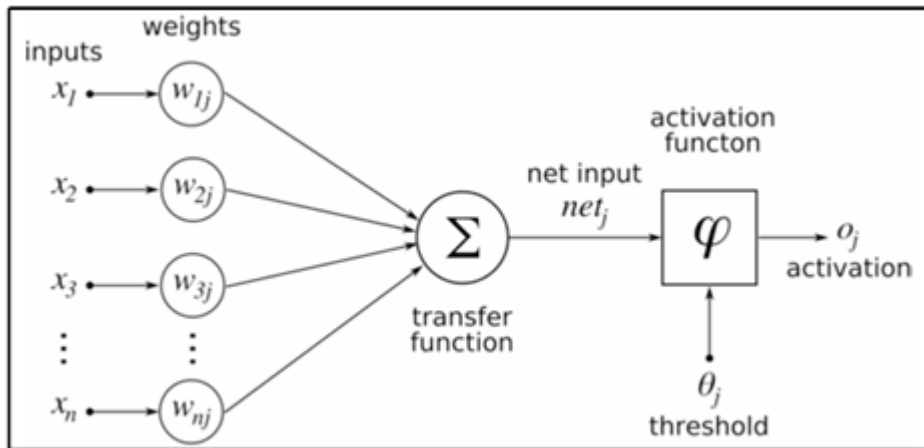 weights
inputs
x₁ w₁ⱼ
activation
functon
net input
x₂ w₂ⱼ
netⱼ
Σ φ oⱼ
activation
x₃ w₃ⱼ
transfer
function
⋮ ⋮
θⱼ
xₙ wₙⱼ
threshold